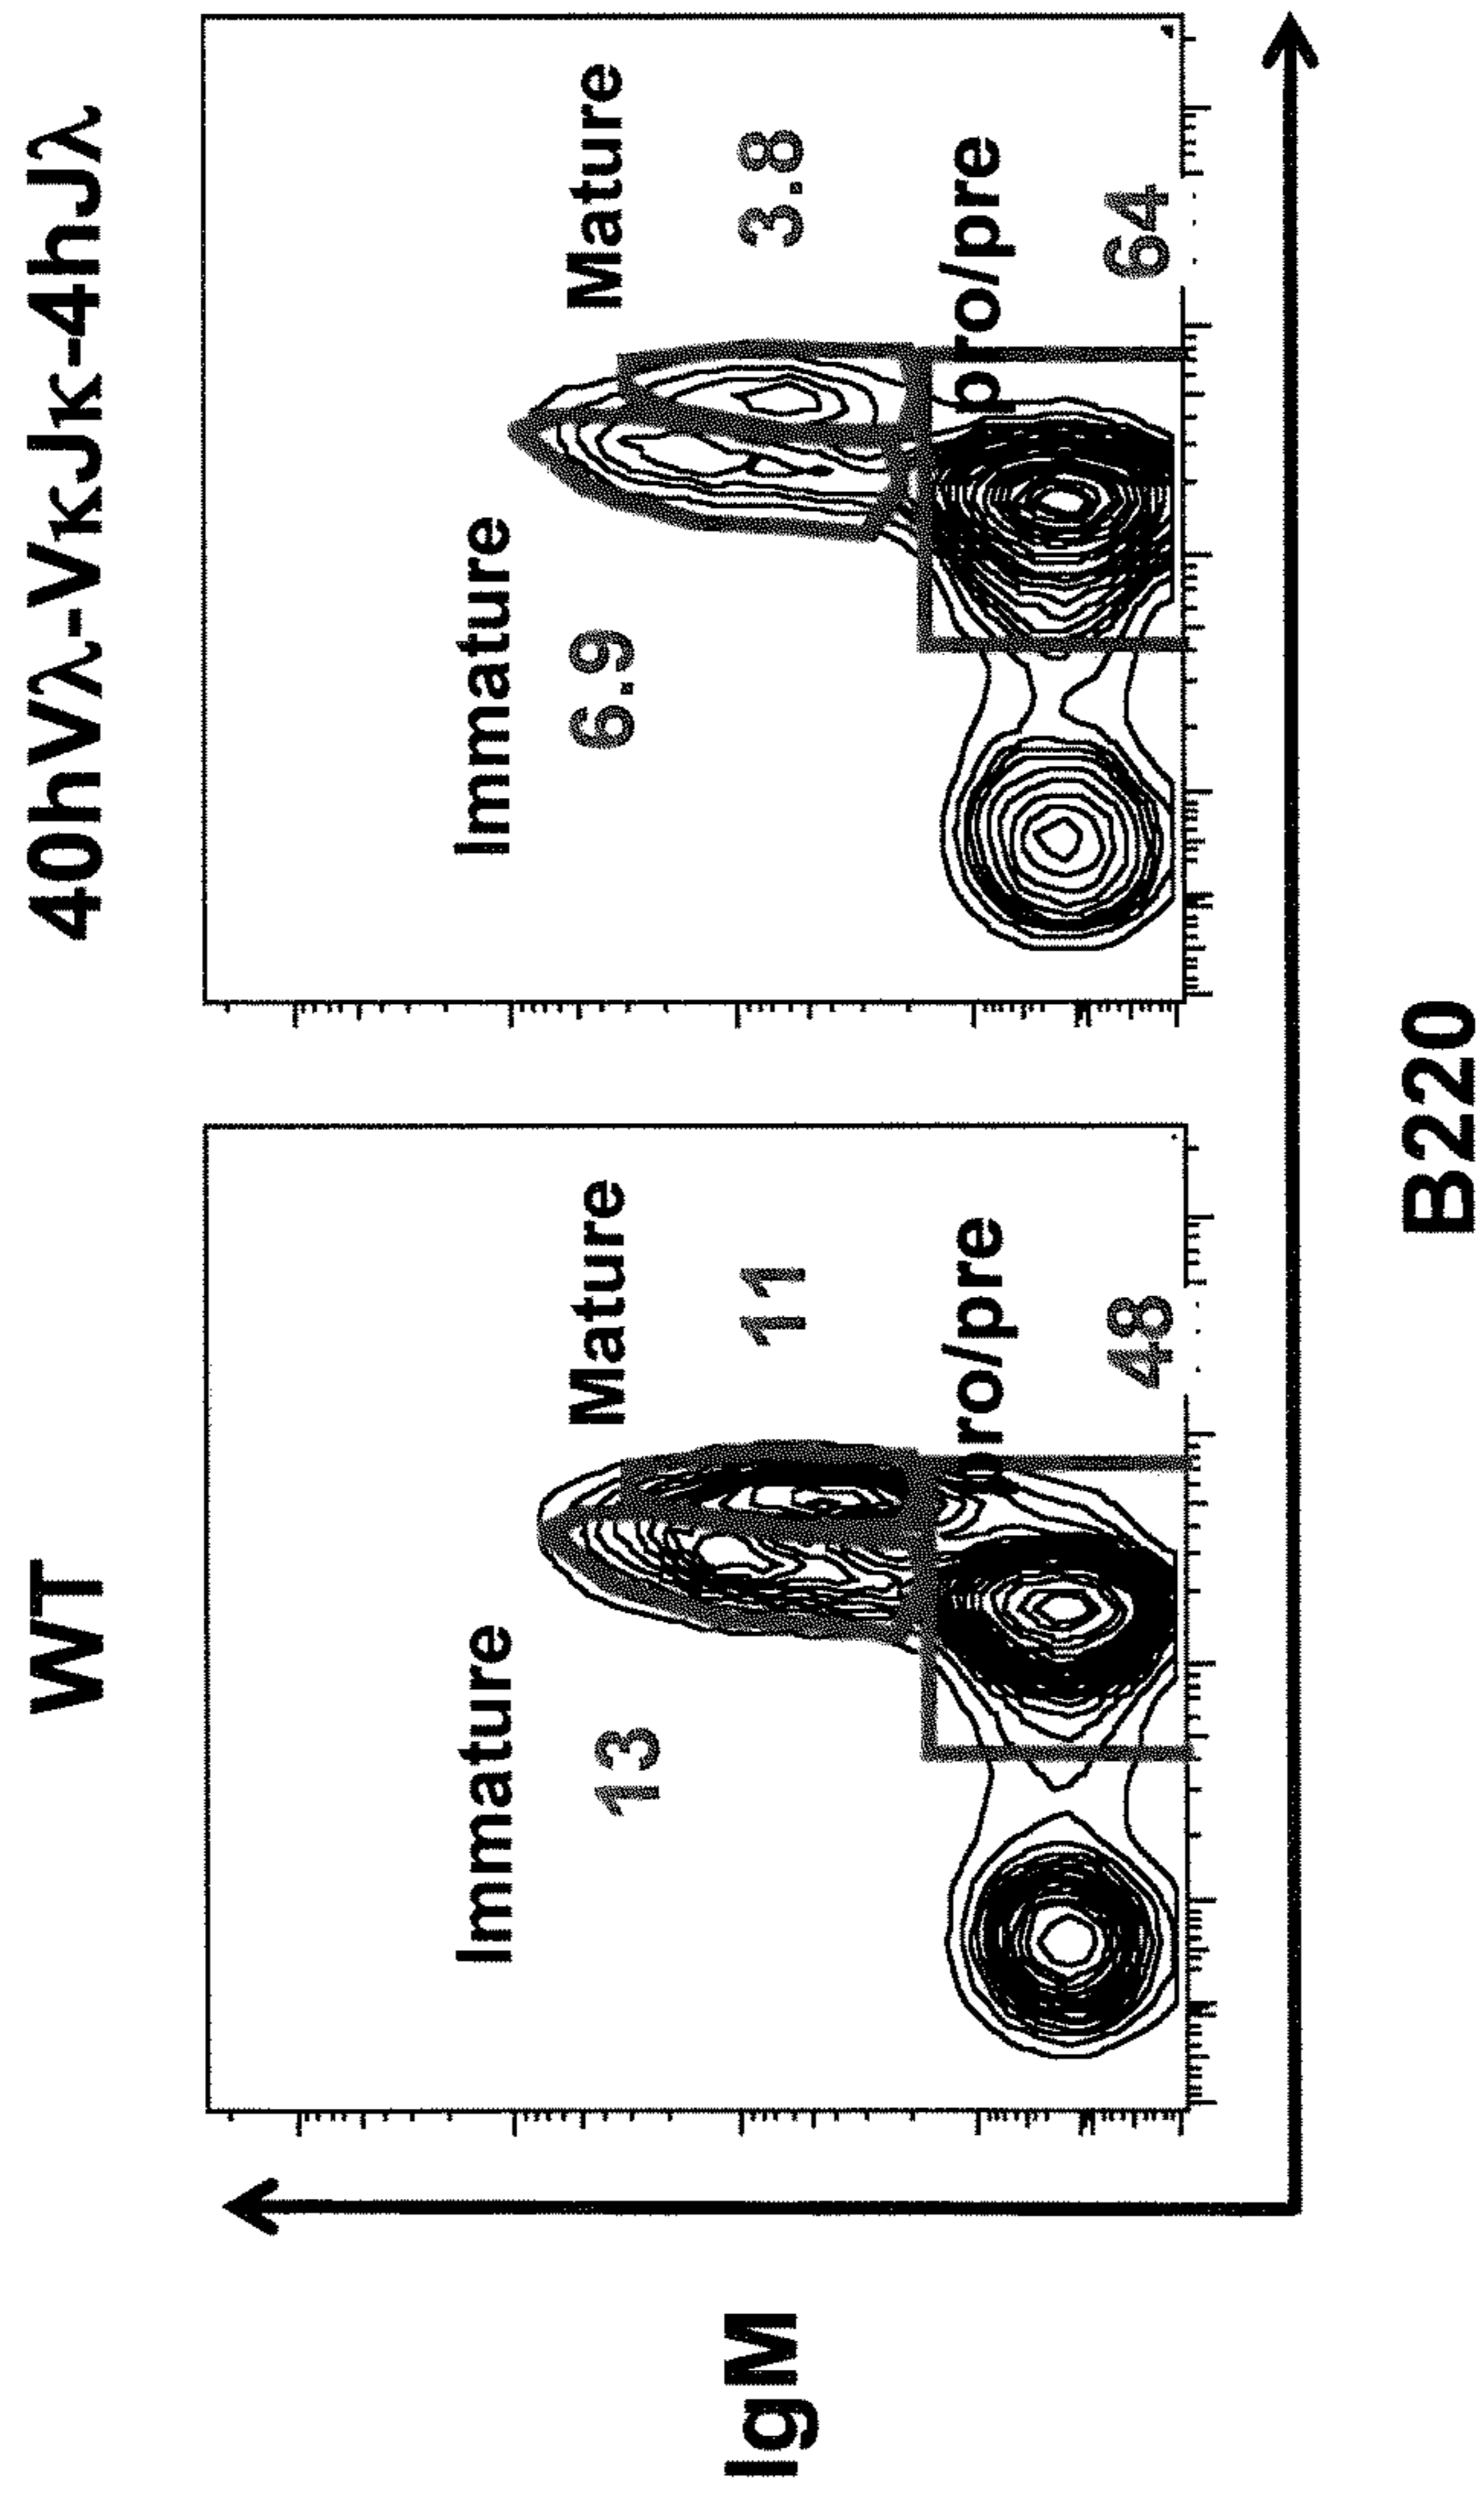 WT
40hVλ-VκJκ-4hJλ
Immature
13
Mature
11
pro/pre
48
Immature
6.9
Mature
3.8
pro/pre
64
IgM
B220